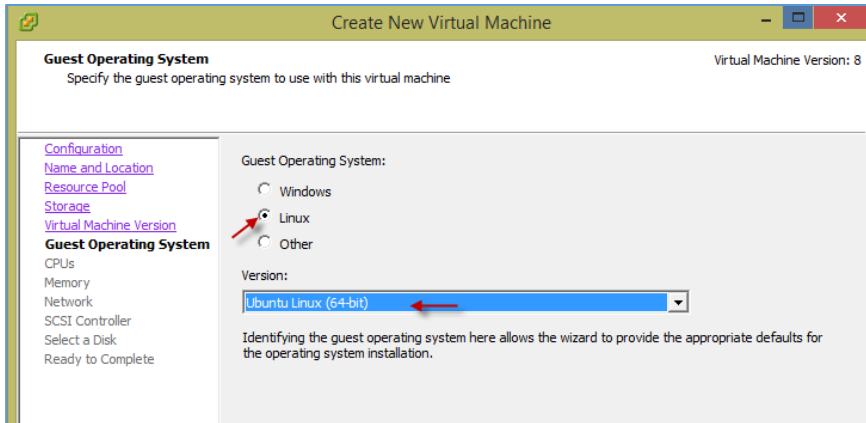 Create New Virtual Machine
Guest Operating System
Specify the guest operating system to use with this virtual machine
Virtual Machine Version: 8
Configuration
Name and Location
Resource Pool
Storage
Virtual Machine Version
Guest Operating System
CPUs
Memory
Network
SCSI Controller
Select a Disk
Ready to Complete
Guest Operating System:
Windows
Linux
Other
Version:
Ubuntu Linux (64-bit)
Identifying the guest operating system here allows the wizard to provide the appropriate defaults for
the operating system installation.